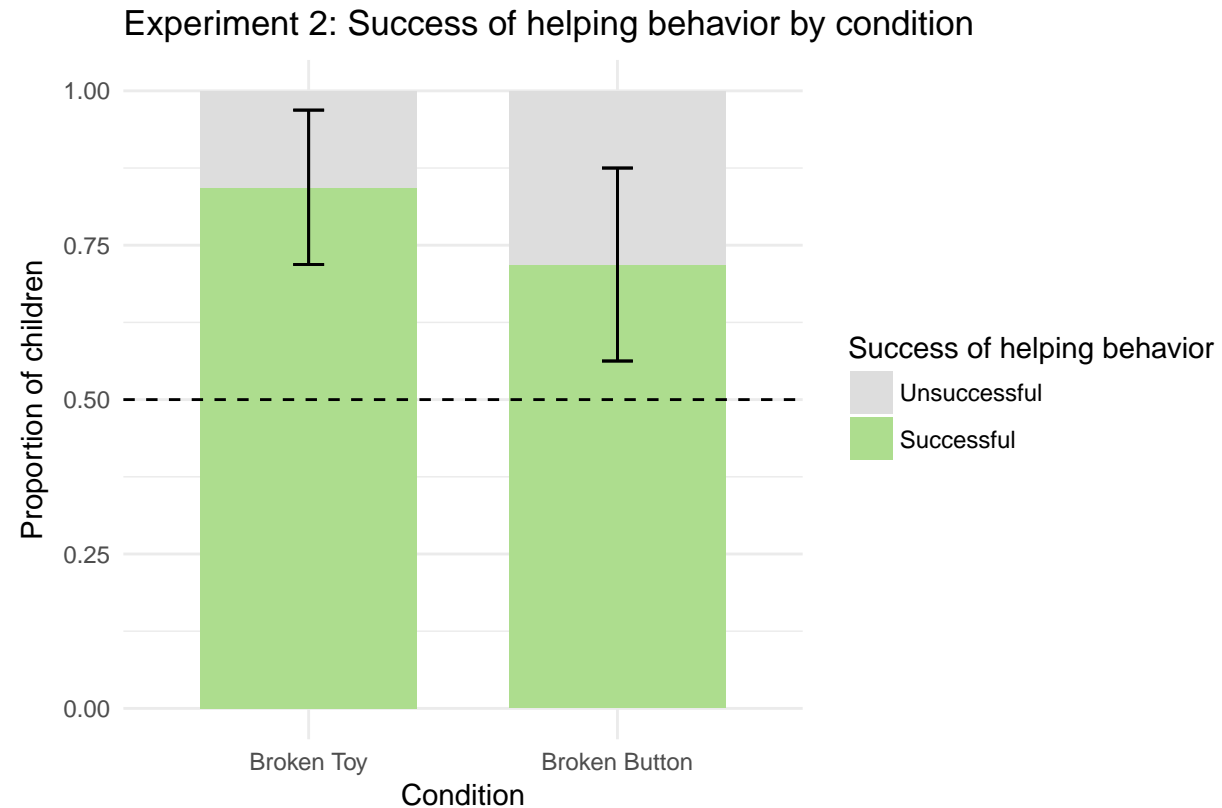 Experiment 2: Success of helping behavior by condition
1.00
0.75
0.50
0.25
0.00
Proportion of children
Broken Toy
Broken Button
Condition
Success of helping behavior
Unsuccessful
Successful